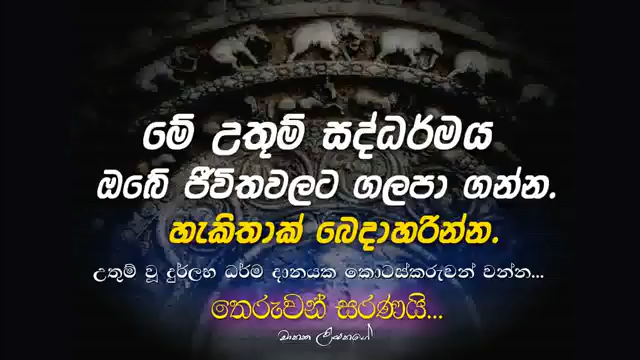 මේ උතුම් සද්ධර්මය
ඔබේ ජීවිතවලට ගලපා ගන්න.
හැකිතාක් බෙදාහරින්න.
උතුම් වූ දුර්ලභ ධර්ම දානයක කොටස්කරුවන් වන්න...
තෙරුවන් සරණයි...